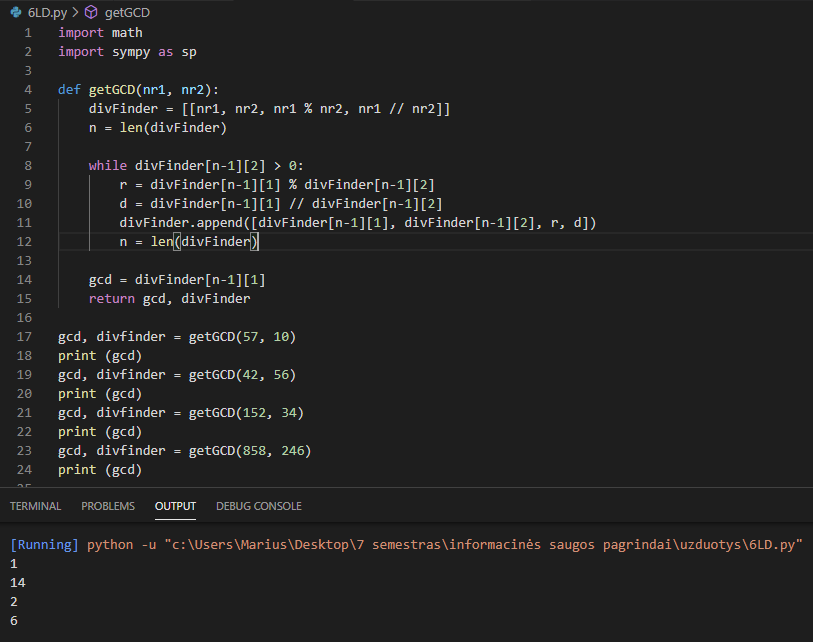 6LD.py > getGCD
1 import math
2 import sympy as sp
3
4 def getGCD(nr1, nr2):
5     divFinder = [[nr1, nr2, nr1 % nr2, nr1 // nr2]]
6     n = len(divFinder)
7
8     while divFinder[n-1][2] > 0:
9         r = divFinder[n-1][1] % divFinder[n-1][2]
10         d = divFinder[n-1][1] // divFinder[n-1][2]
11         divFinder.append([divFinder[n-1][1], divFinder[n-1][2], r, d])
12         n = len(divFinder)
13
14     gcd = divFinder[n-1][1]
15     return gcd, divFinder
16
17 gcd, divfinder = getGCD(57, 10)
18 print (gcd)
19 gcd, divfinder = getGCD(42, 56)
20 print (gcd)
21 gcd, divfinder = getGCD(152, 34)
22 print (gcd)
23 gcd, divfinder = getGCD(858, 246)
24 print (gcd)
TERMINAL PROBLEMS OUTPUT DEBUG CONSOLE
[Running] python -u "c:\Users\Marius\Desktop\7 semestras\informacinės saugos pagrindai\uzduotys\6LD.py"
1
14
2
6